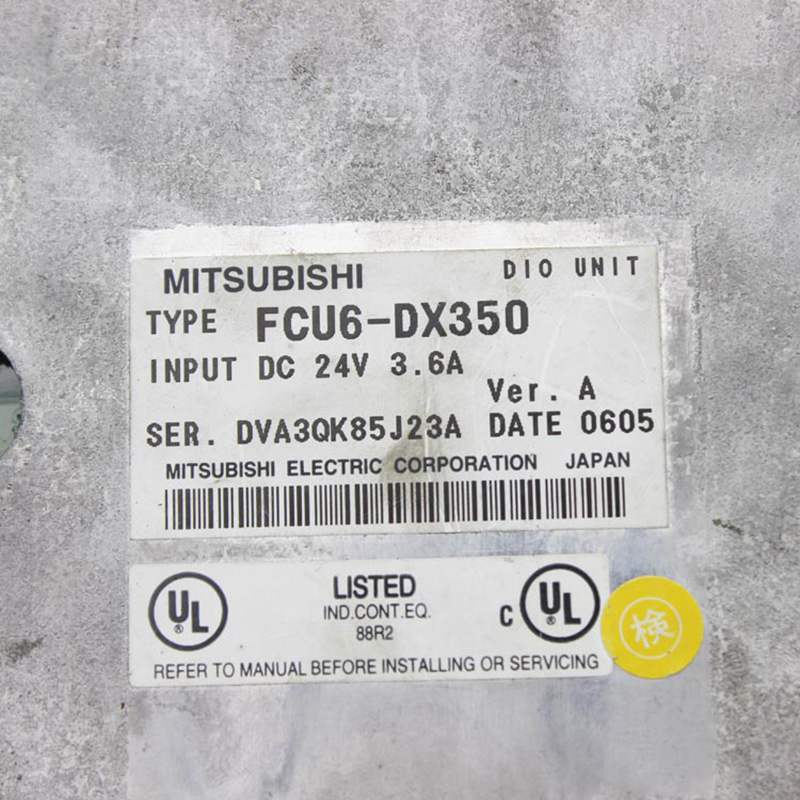 MITSUBISHI DIO UNIT
TYPE FCU6-DX350
INPUT DC 24V 3.6A
Ver. A
SER. DVA3QK85J23A DATE 0605
MITSUBISHI ELECTRIC CORPORATION JAPAN
UL® LISTED C UL®
IND.CONT.EQ.
88R2
検
REFER TO MANUAL BEFORE INSTALLING OR SERVICING